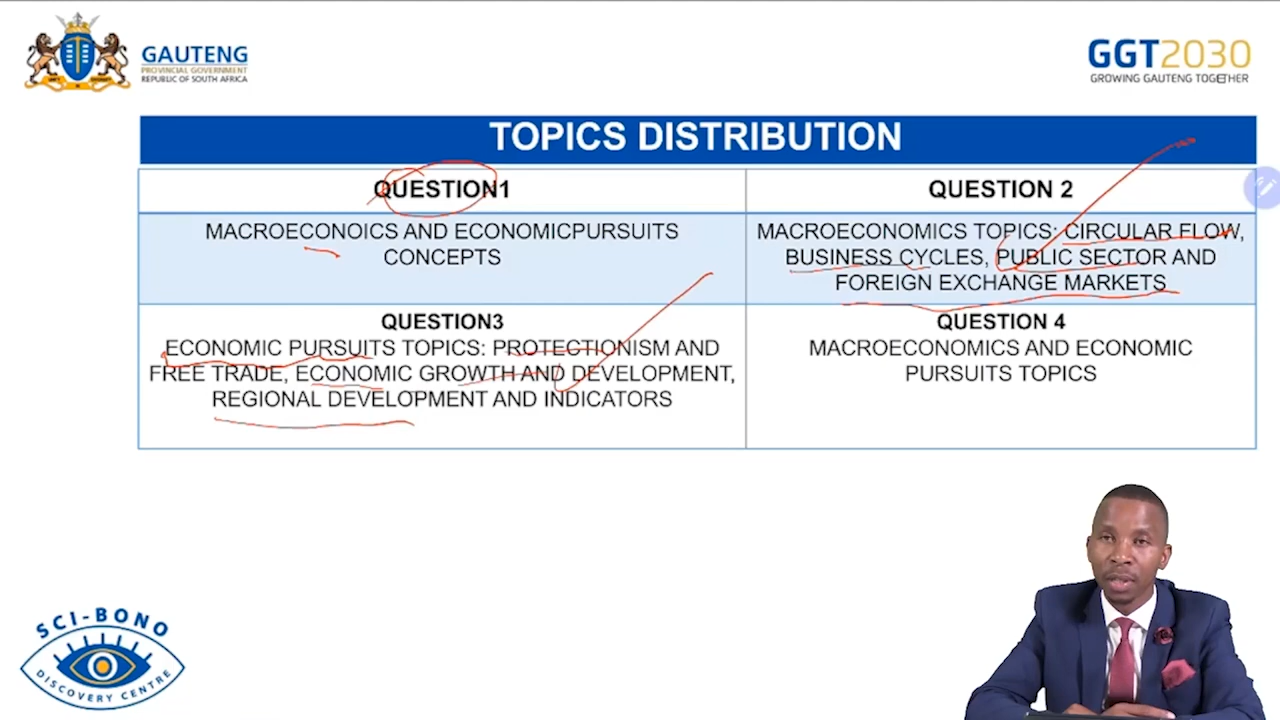 GAUTENG
PROVINCIAL GOVERNMENT
REPUBLIC OF SOUTH AFRICA
GGT2030
GROWING GAUTENG TOGETHER
TOPICS DISTRIBUTION
QUESTION1
MACROECONOICS AND ECONOMICPURSUITS
CONCEPTS
QUESTION 2
MACROECONOMICS TOPICS: CIRCULAR FLOW,
BUSINESS CYCLES, PUBLIC SECTOR AND
FOREIGN EXCHANGE MARKETS
QUESTION3
ECONOMIC PURSUITS TOPICS: PROTECTIONISM AND
FREE TRADE, ECONOMIC GROWTH AND DEVELOPMENT,
REGIONAL DEVELOPMENT AND INDICATORS
QUESTION 4
MACROECONOMICS AND ECONOMIC
PURSUITS TOPICS
SCI-BONO
DISCOVERY CENTRE